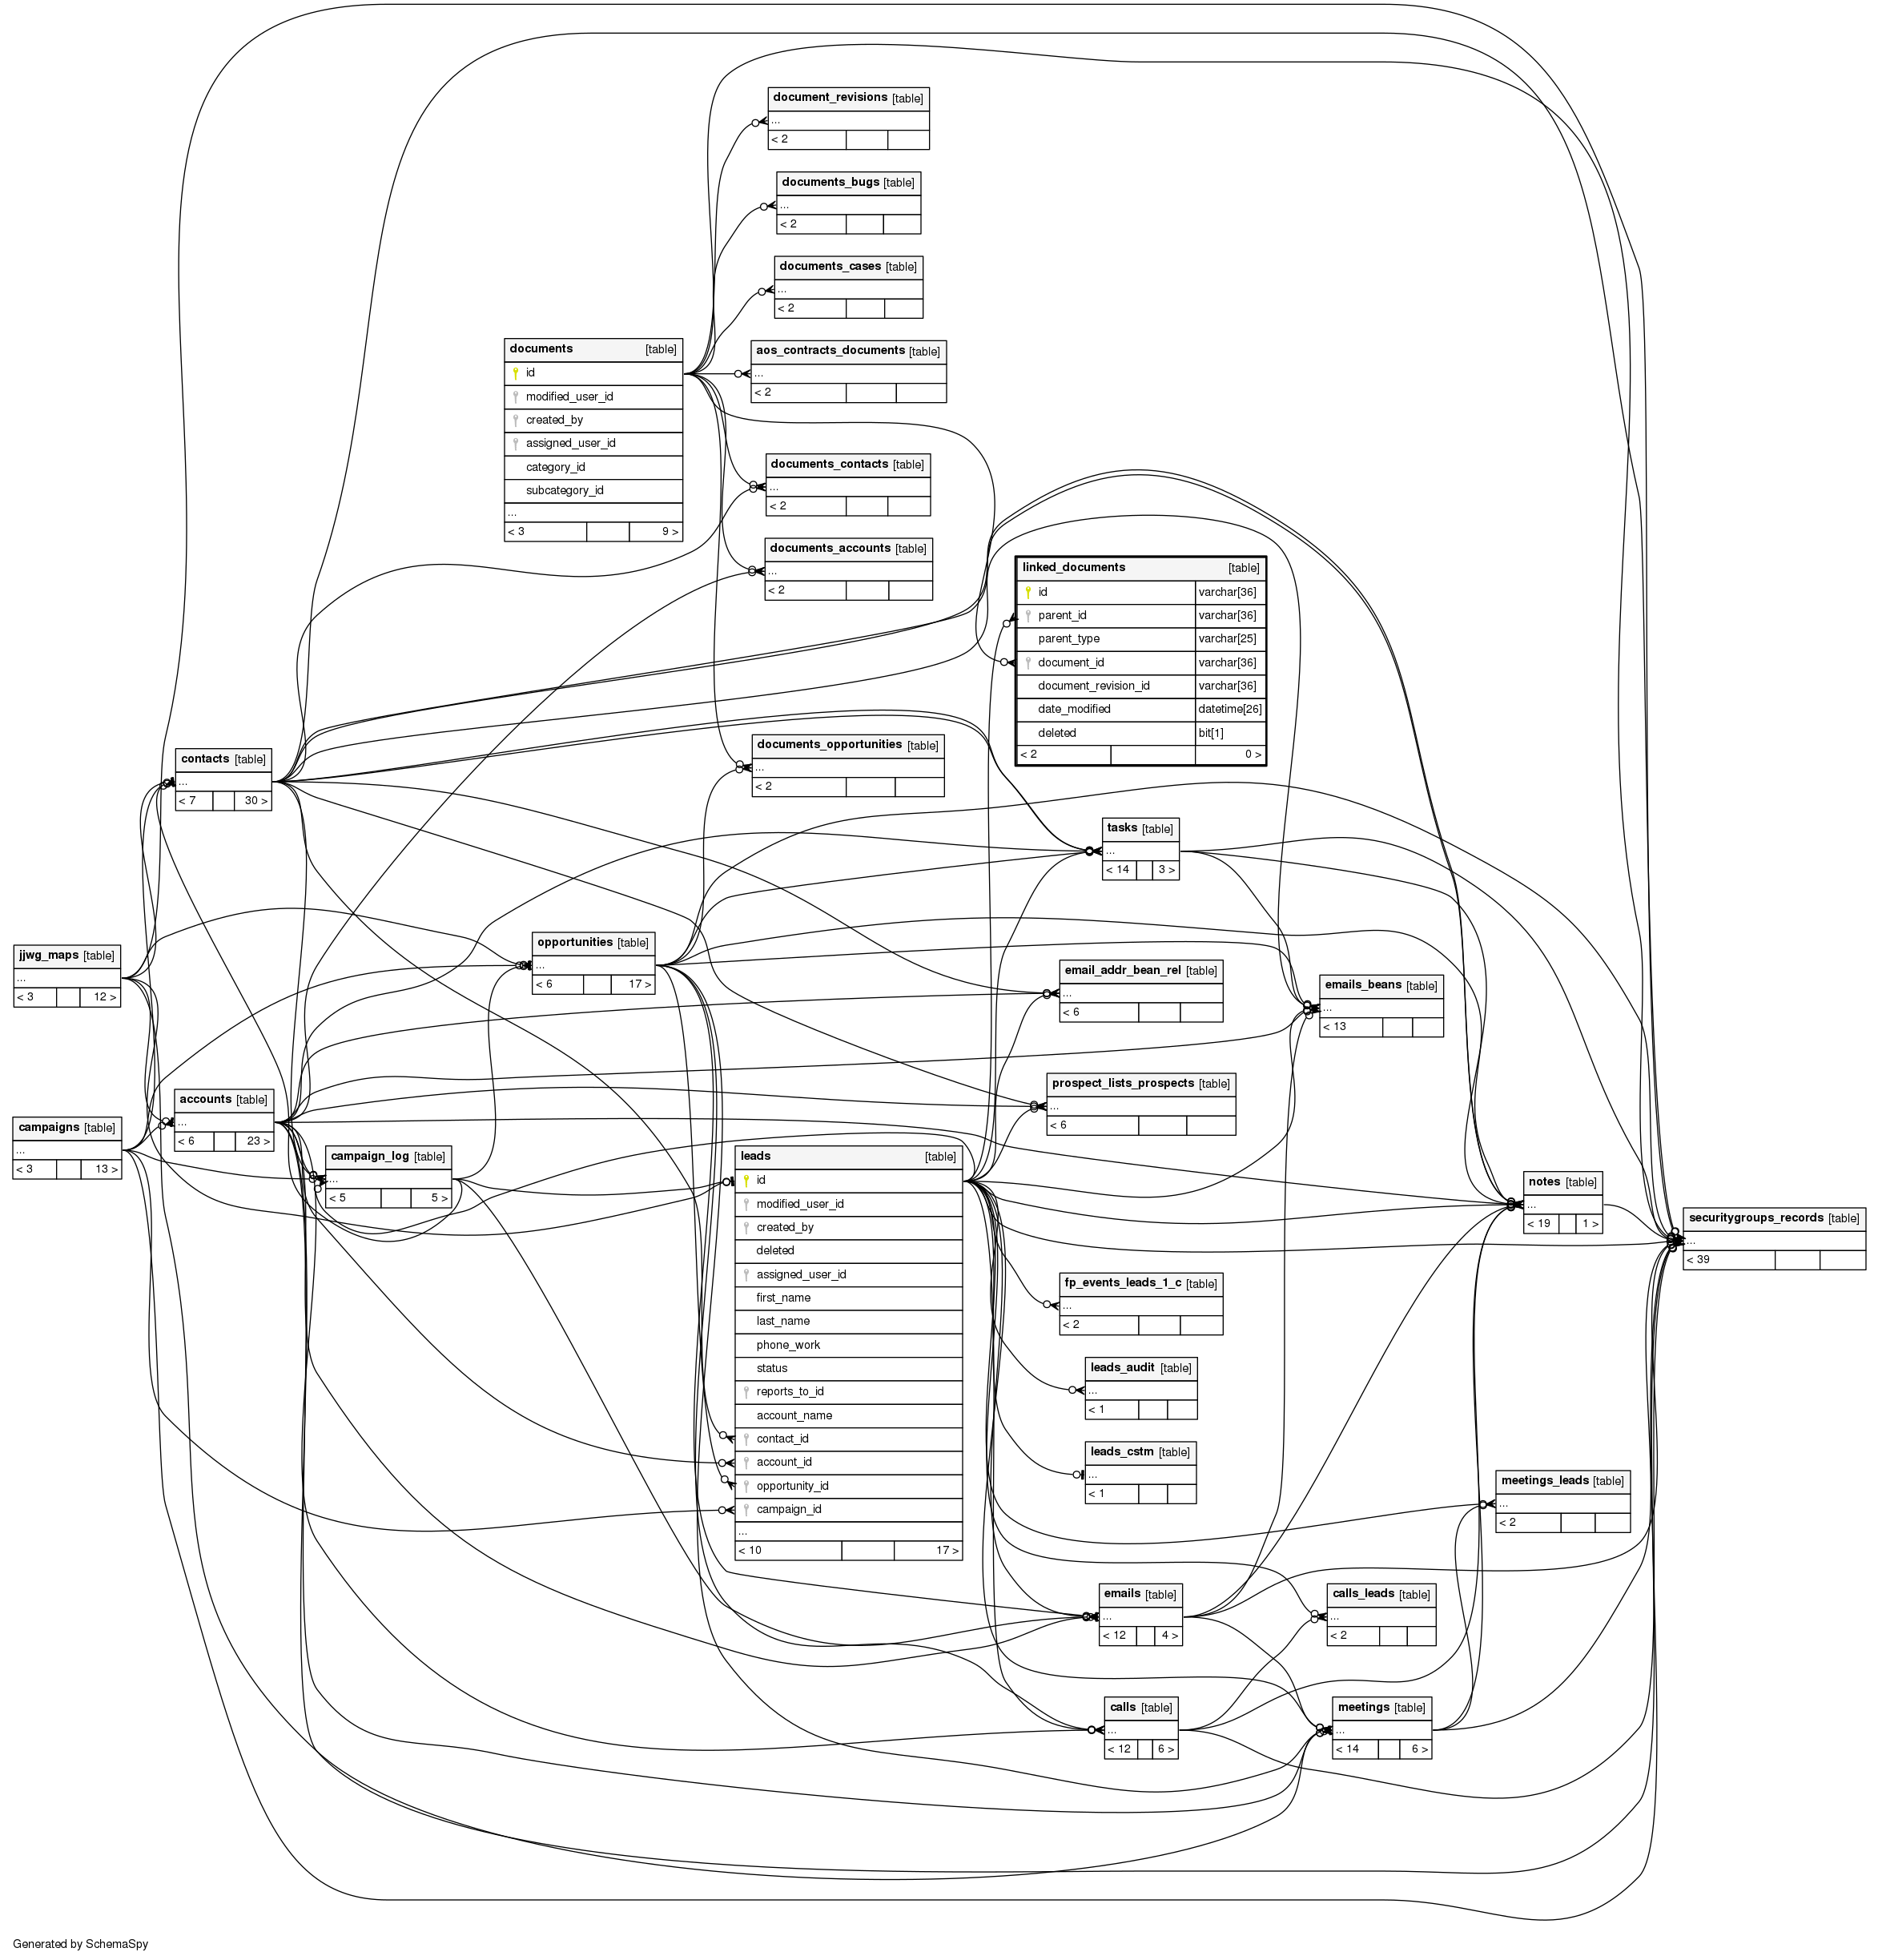 document_revisions [table]
...
< 2
documents_bugs [table]
...
< 2
documents_cases [table]
...
< 2
documents [table]
id
modified_user_id
created_by
assigned_user_id
category_id
subcategory_id
...
< 3 9 >
aos_contracts_documents [table]
...
< 2
documents_contacts [table]
...
< 2
documents_accounts [table]
...
< 2
linked_documents [table]
id varchar[36]
parent_id varchar[36]
parent_type varchar[25]
document_id varchar[36]
document_revision_id varchar[36]
date_modified datetime[26]
deleted bit[1]
< 2 0 >
documents_opportunities [table]
...
< 2
contacts [table]
...
< 7 30 >
tasks [table]
...
< 14 3 >
jjwg_maps [table]
...
< 3 12 >
opportunities [table]
...
< 6 17 >
email_addr_bean_rel [table]
...
< 6
emails_beans [table]
...
< 13
prospect_lists_prospects [table]
...
< 6
accounts [table]
...
< 6 23 >
campaigns [table]
...
< 3 13 >
campaign_log [table]
...
< 5 5 >
leads [table]
id
modified_user_id
created_by
deleted
assigned_user_id
first_name
last_name
phone_work
status
reports_to_id
account_name
contact_id
account_id
opportunity_id
campaign_id
...
< 10 17 >
notes [table]
...
< 19 1 >
securitygroups_records [table]
...
< 39
fp_events_leads_1_c [table]
...
< 2
leads_audit [table]
...
< 1
leads_cstm [table]
...
< 1
meetings_leads [table]
...
< 2
emails [table]
...
< 12 4 >
calls_leads [table]
...
< 2
calls [table]
...
< 12 6 >
meetings [table]
...
< 14 6 >
Generated by SchemaSpy